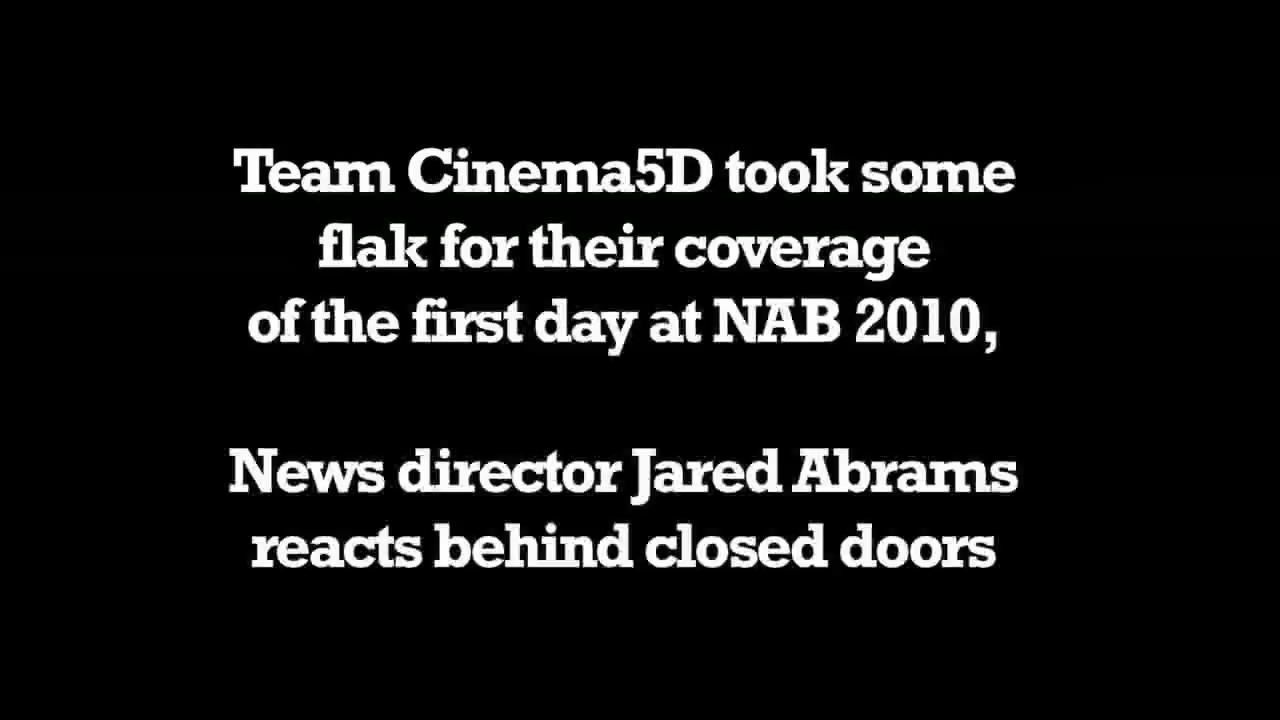 Team Cinema5D took some
flak for their coverage
of the first day at NAB 2010,
News director Jared Abrams
reacts behind closed doors